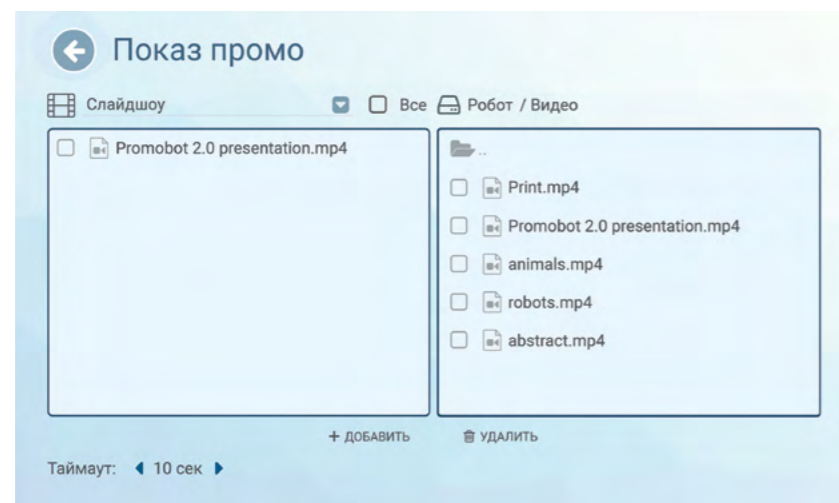 Показ промо
Слайдшоу
Все
Робот / Видео
Promobot 2.0 presentation.mp4
..
Print.mp4
Promobot 2.0 presentation.mp4
animals.mp4
robots.mp4
abstract.mp4
+ ДОБАВИТЬ
УДАЛИТЬ
Таймаут: 10 сек